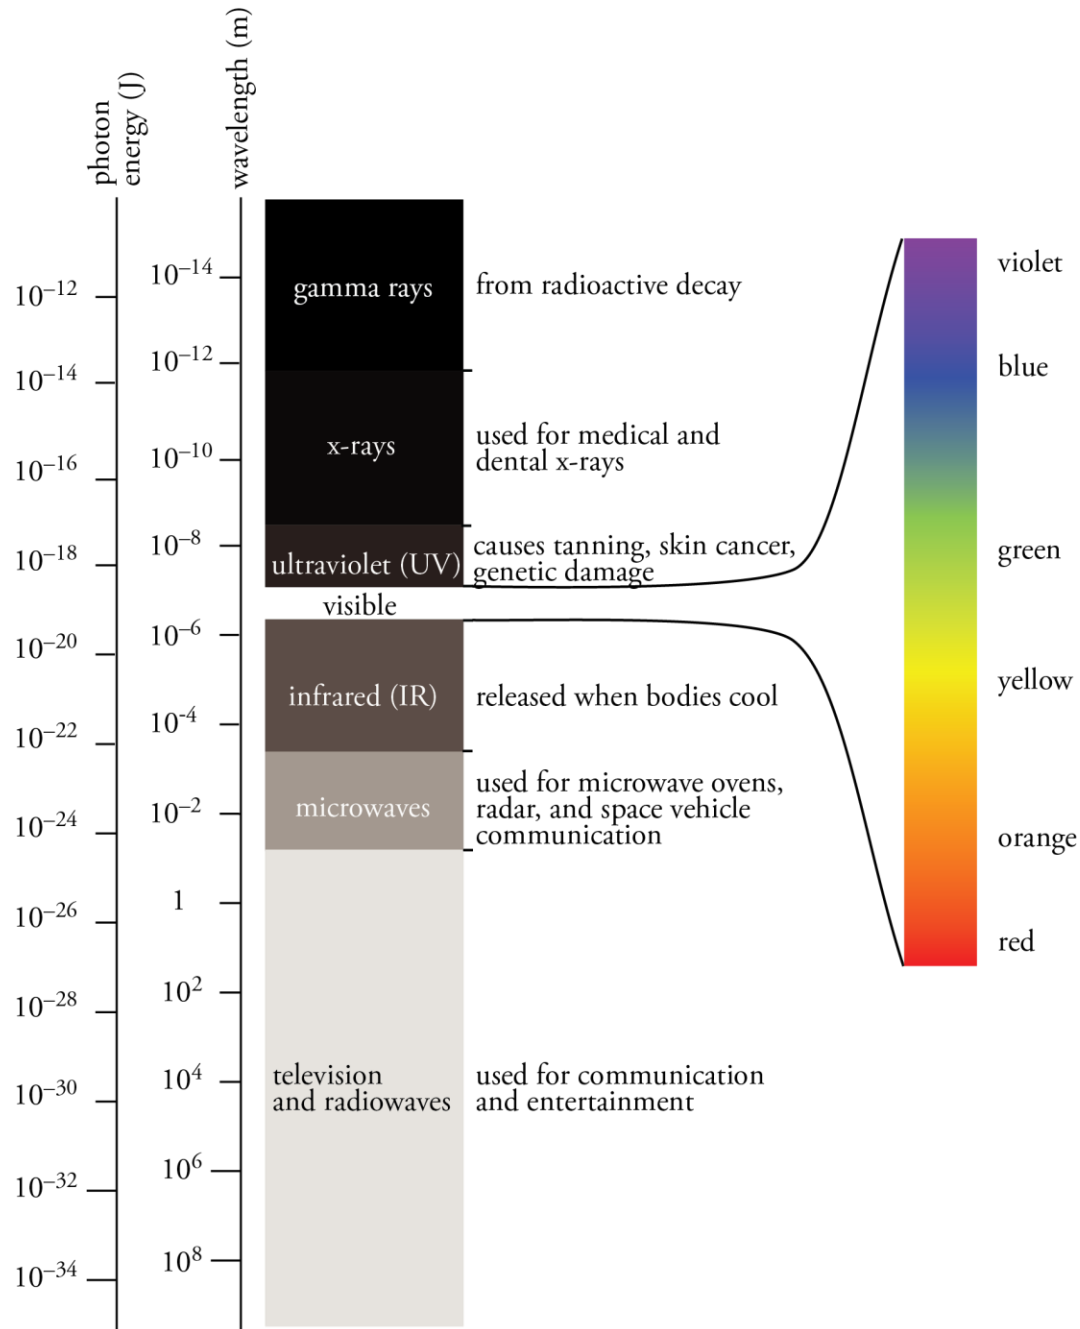 photon
energy (J)
wavelength (m)
10–14
gamma rays
from radioactive decay
violet
10–12
10–12
10–14
blue
x-rays
used for medical and
dental x-rays
10–10
10–16
10–8
ultraviolet (UV)
causes tanning, skin cancer,
genetic damage
green
10–18
visible
10–6
10–20
infrared (IR)
released when bodies cool
yellow
10–4
10–22
microwaves
used for microwave ovens,
radar, and space vehicle
communication
10–2
10–24
orange
1
10–26
red
102
10–28
television
and radiowaves
used for communication
and entertainment
104
10–30
106
10–32
108
10–34